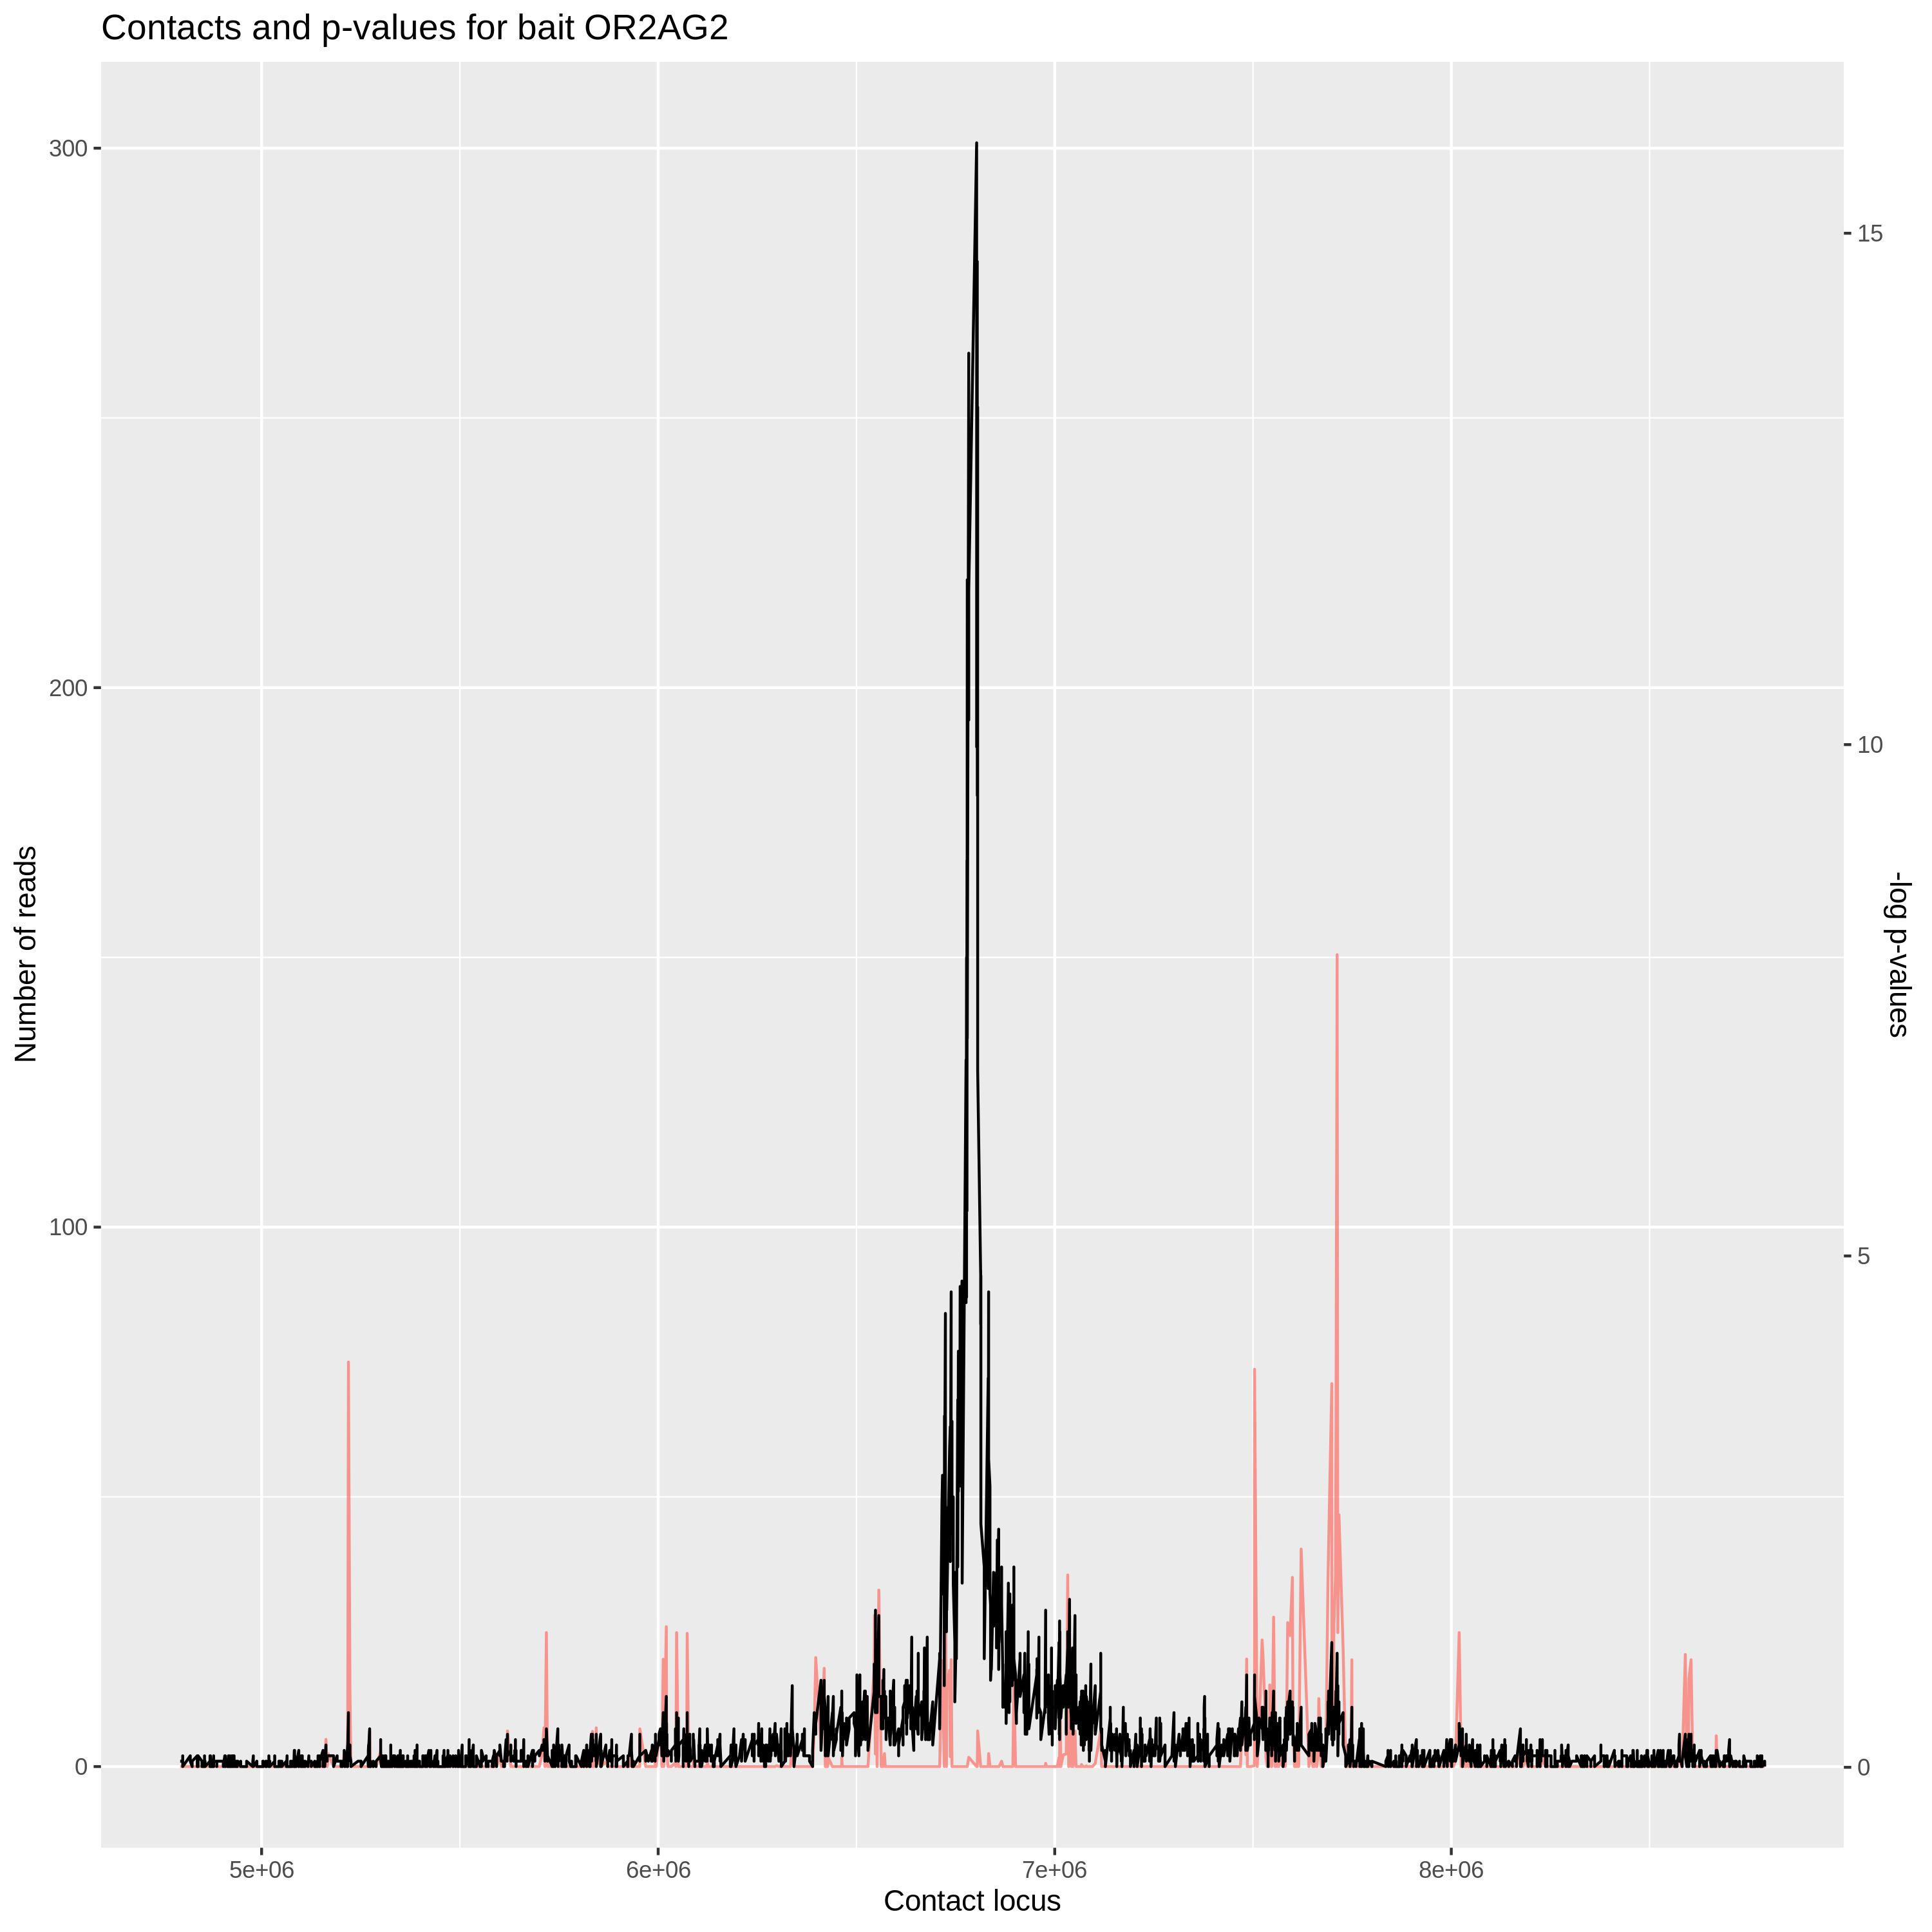 Contacts and p-values for bait OR2AG2
300
200
100
0
Number of reads
15
10
5
0
-log p-values
5e+06
6e+06
7e+06
8e+06
Contact locus